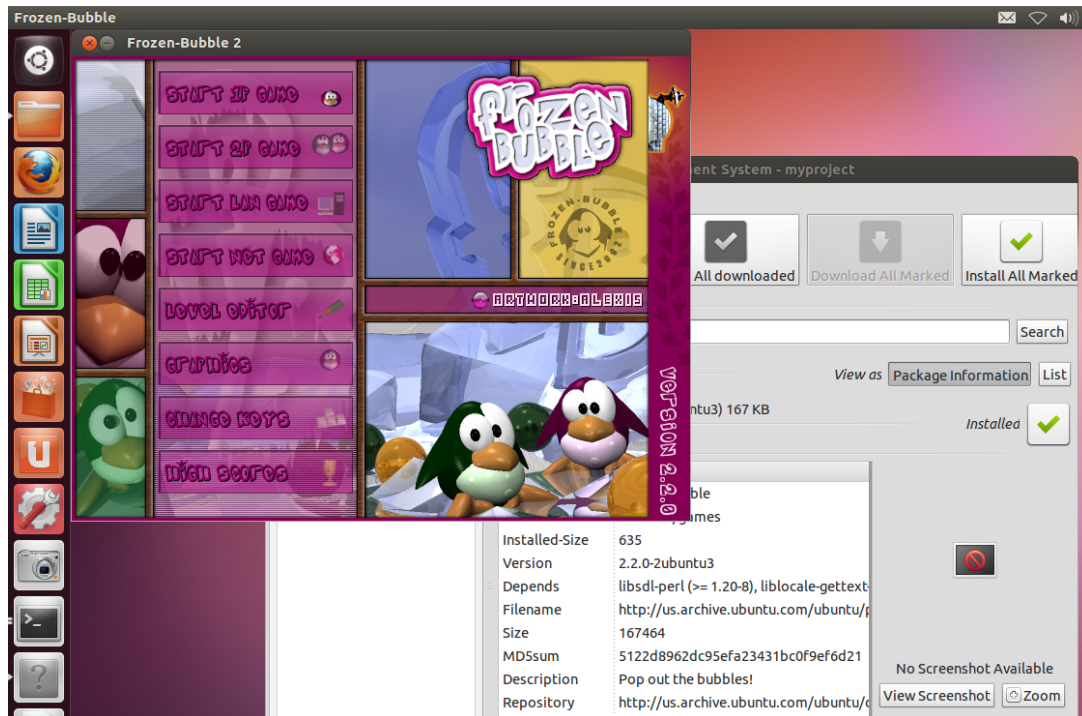 Frozen-Bubble
Frozen-Bubble 2
START 1P GAME
START 2P GAME
START LAN GAME
START NET GAME
LEVEL EDITOR
GRAPHICS
CHANGE KEYS
HIGH SCORES
FROZEN
BUBBLE
FROZEN-BUBBLE
SINCE 2002
ARTWORK: ALEXIS
VERSION 2.2.0
ent System - myproject
All downloaded
Download All Marked
Install All Marked
Search
View as
Package Information
List
ntu3) 167 KB
Installed
ble
games
Installed-Size 635
Version 2.2.0-2ubuntu3
Depends libsdl-perl (>= 1.20-8), liblocale-gettext-
Filename http://us.archive.ubuntu.com/ubuntu/p
Size 167464
MD5sum 5122d8962dc95efa23431bc0f9ef6d21
Description Pop out the bubbles!
Repository http://us.archive.ubuntu.com/ubuntu/d
No Screenshot Available
View Screenshot
Zoom